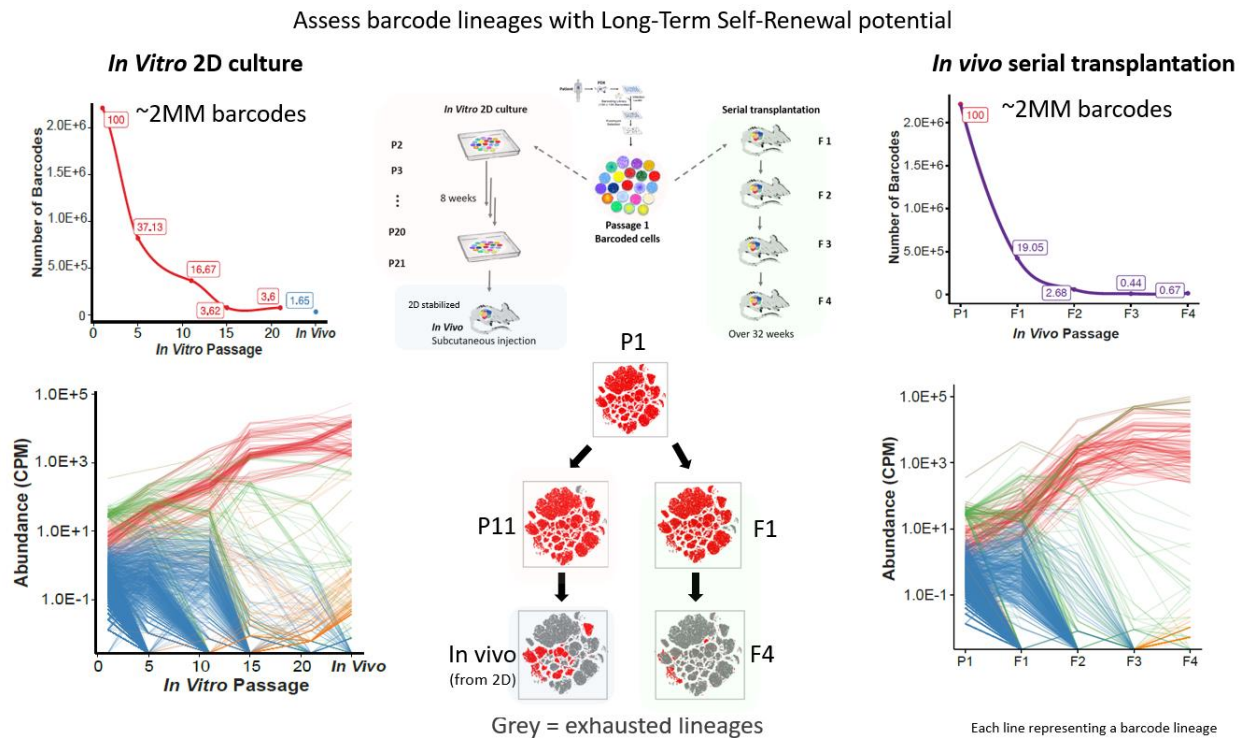 Assess barcode lineages with Long-Term Self-Renewal potential
In Vitro 2D culture
~2MM barcodes
Number of Barcodes
2.0E+6
1.5E+6
1.0E+6
5.0E+5
0
100
37.13
16.67
3.62
3.6
1.65
0
5
10
15
20
In Vivo
In Vitro Passage
Patient
PDX
In Vitro 2D culture
P2
P3
⋮
P20
P21
8 weeks
2D stabilized
In Vivo
Subcutaneous injection
Passage 1
Barcoded cells
Serial transplantation
F 1
F 2
F 3
F 4
Over 32 weeks
In vivo serial transplantation
~2MM barcodes
Number of Barcodes
2.0E+6
1.5E+6
1.0E+6
5.0E+5
0
100
19.05
2.68
0.44
0.67
P1
F1
F2
F3
F4
In Vivo Passage
Abundance (CPM)
1.0E+5
1.0E+3
1.0E+1
1.0E-1
0
5
10
15
20
In Vivo
In Vitro Passage
P1
P11
F1
In vivo
(from 2D)
F4
Grey = exhausted lineages
Abundance (CPM)
1.0E+5
1.0E+3
1.0E+1
1.0E-1
P1
F1
F2
F3
F4
Each line representing a barcode lineage